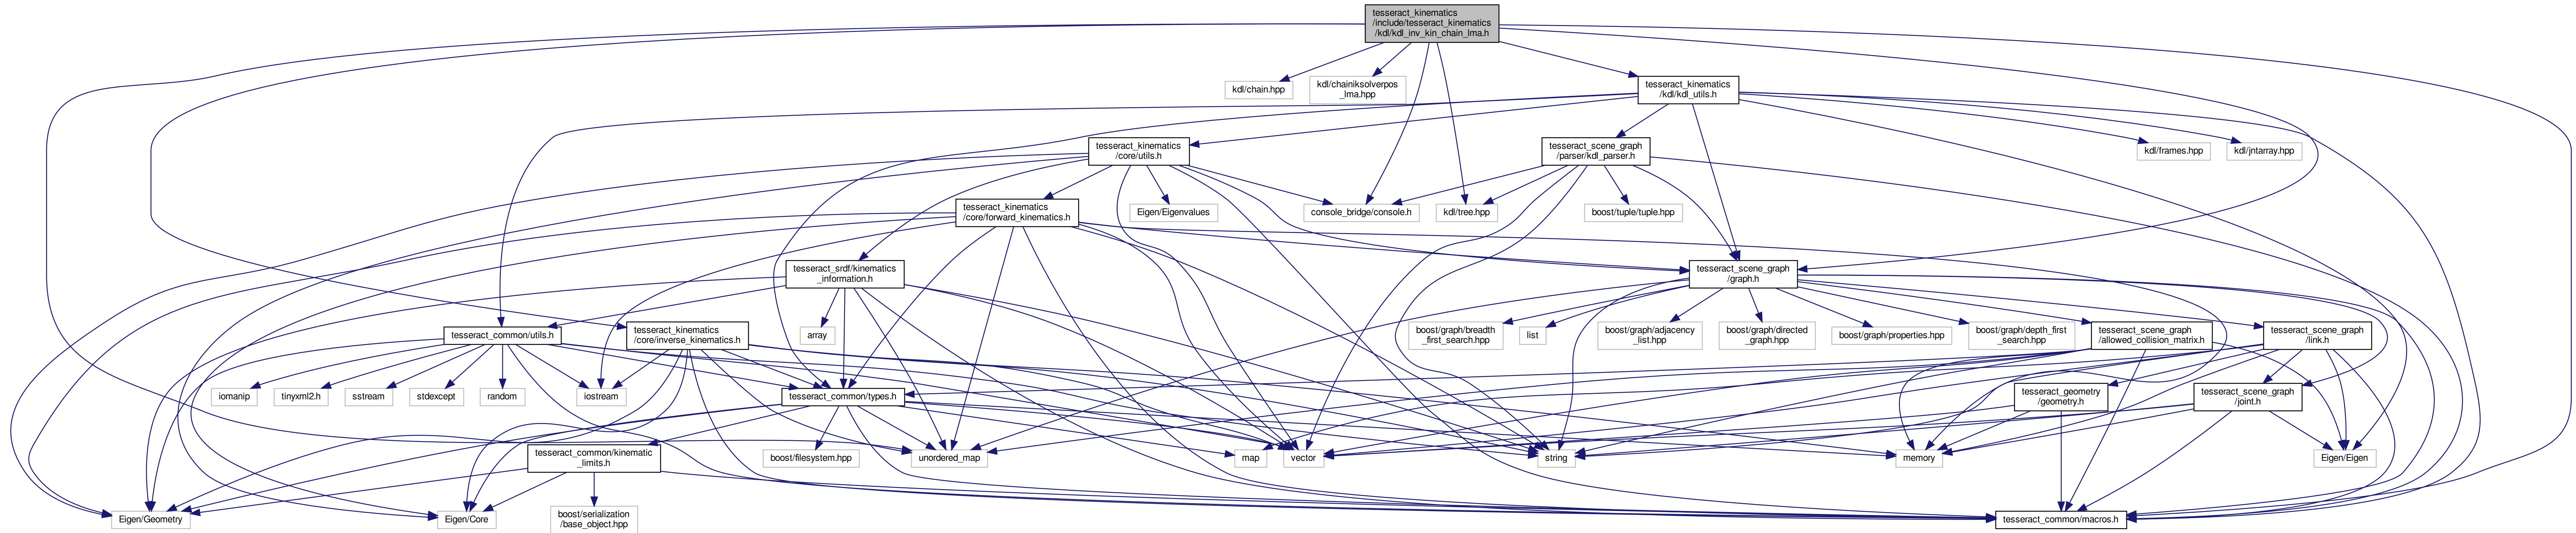 tesseract_kinematics
/include/tesseract_kinematics
/kdl/kdl_inv_kin_chain_lma.h
kdl/chain.hpp
kdl/chainiksolverpos
_lma.hpp
tesseract_kinematics
/kdl/kdl_utils.h
tesseract_kinematics
/core/utils.h
tesseract_scene_graph
/parser/kdl_parser.h
kdl/frames.hpp
kdl/jntarray.hpp
tesseract_kinematics
/core/forward_kinematics.h
Eigen/Eigenvalues
console_bridge/console.h
kdl/tree.hpp
boost/tuple/tuple.hpp
tesseract_srdf/kinematics
_information.h
tesseract_scene_graph
/graph.h
tesseract_common/utils.h
tesseract_kinematics
/core/inverse_kinematics.h
array
boost/graph/breadth
_first_search.hpp
list
boost/graph/adjacency
_list.hpp
boost/graph/directed
_graph.hpp
boost/graph/properties.hpp
boost/graph/depth_first
_search.hpp
tesseract_scene_graph
/allowed_collision_matrix.h
tesseract_scene_graph
/link.h
iomanip
tinyxml2.h
sstream
stdexcept
random
iostream
tesseract_common/types.h
tesseract_geometry
/geometry.h
tesseract_scene_graph
/joint.h
tesseract_common/kinematic
_limits.h
boost/filesystem.hpp
unordered_map
map
vector
string
memory
Eigen/Eigen
Eigen/Geometry
Eigen/Core
boost/serialization
/base_object.hpp
tesseract_common/macros.h